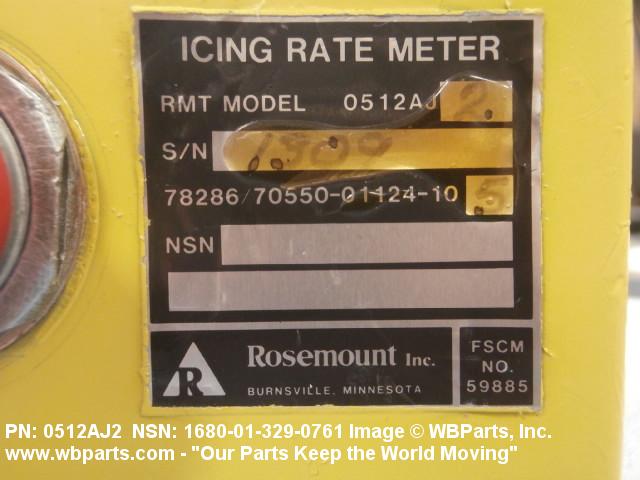 ICING RATE METER
RMT MODEL 0512AJ 2
S/N
78286/70550-01124-10 5
NSN
R Rosemount Inc.
BURNSVILLE, MINNESOTA
FSCM
NO.
59885
PN: 0512AJ2 NSN: 1680-01-329-0761 Image © WBParts, Inc.
www.wbparts.com - "Our Parts Keep the World Moving"